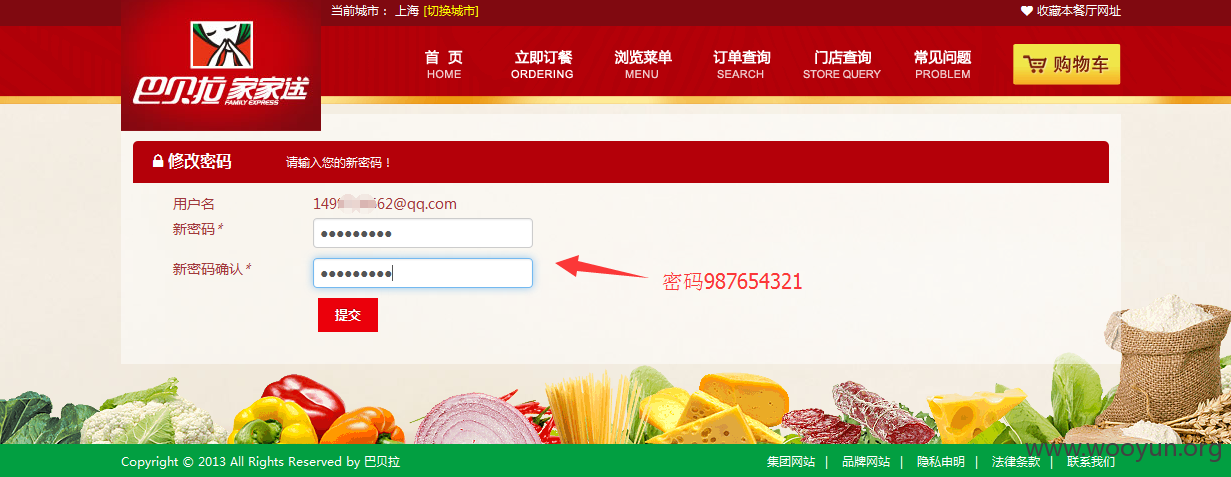 当前城市： 上海 [切换城市]
收藏本餐厅网址
首 页 立即订餐 浏览菜单 订单查询 门店查询 常见问题
HOME ORDERING MENU SEARCH STORE QUERY PROBLEM
购物车
巴贝拉 家家送
FAMILY EXPRESS
修改密码 请输入您的新密码！
用户名 149 662@qq.com
新密码* ●●●●●●●●●
新密码确认* ●●●●●●●●●
密码987654321
提交
www.wooyun.org
Copyright © 2013 All Rights Reserved by 巴贝拉
集团网站 | 品牌网站 | 隐私申明 | 法律条款 | 联系我们